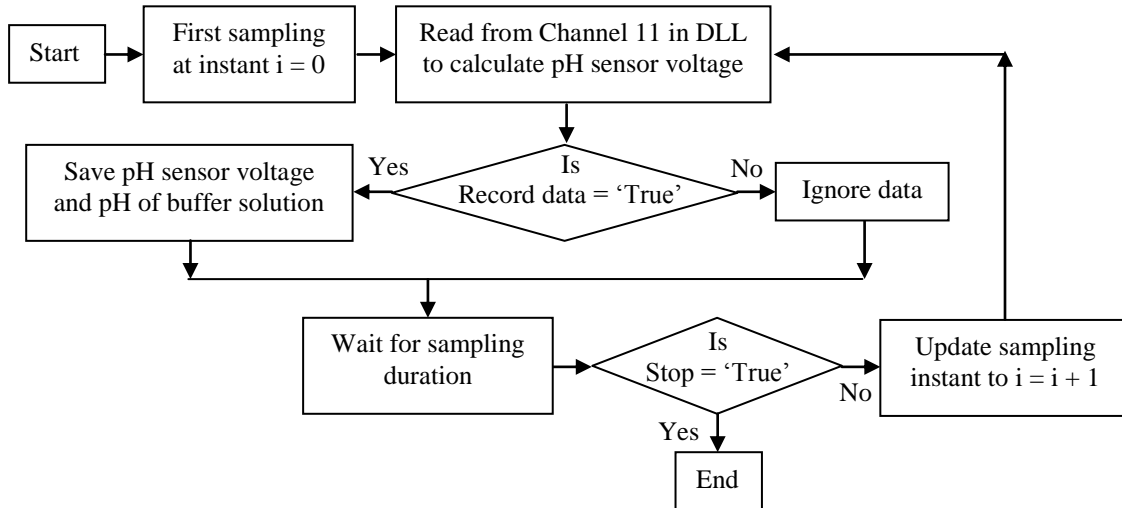 Start
First sampling
at instant i = 0
Read from Channel 11 in DLL
to calculate pH sensor voltage
Save pH sensor voltage
and pH of buffer solution
Yes
Is
Record data = ‘True’
No
Ignore data
Wait for sampling
duration
Is
Stop = ‘True’
No
Update sampling
instant to i = i + 1
Yes
End